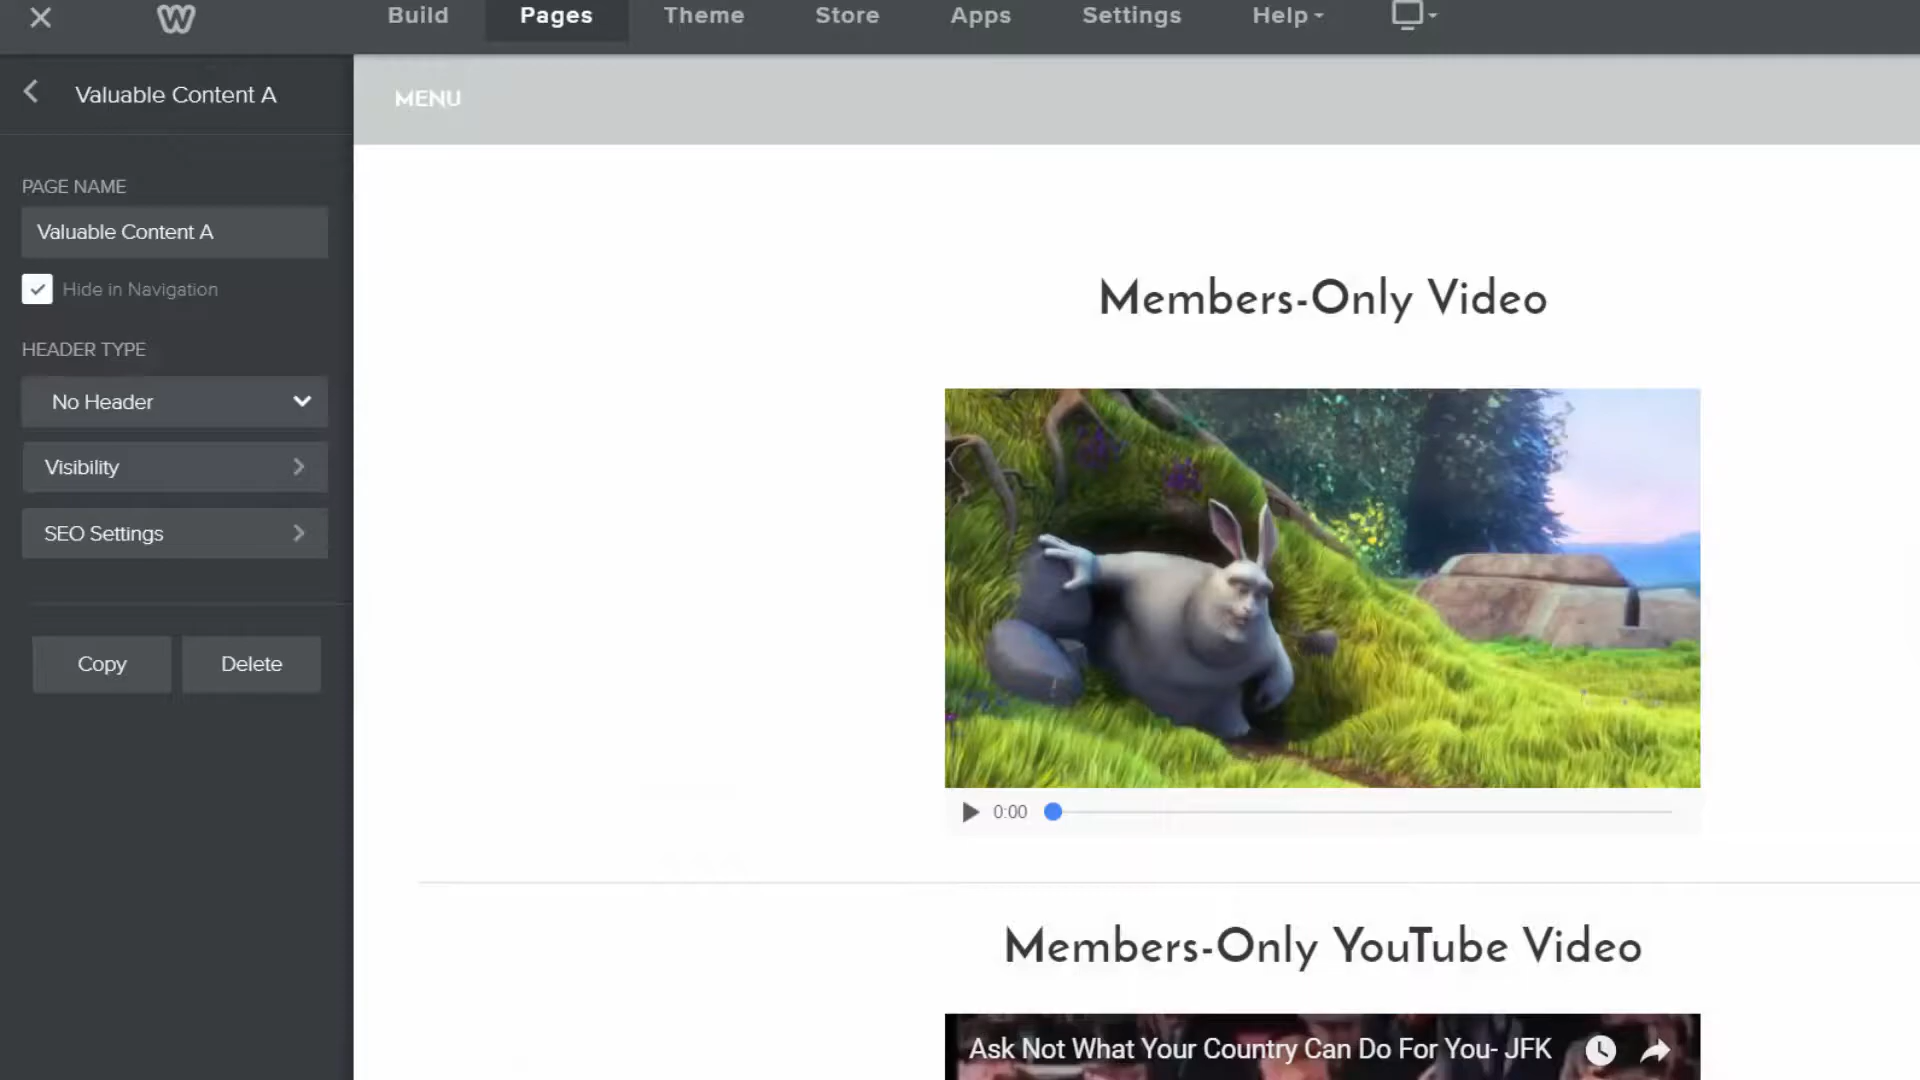 Build
Pages
Theme
Store
Apps
Settings
Help
Valuable Content A
MENU
PAGE NAME
Valuable Content A
Hide in Navigation
HEADER TYPE
No Header
Visibility
SEO Settings
Copy
Delete
Members-Only Video
0:00
Members-Only YouTube Video
Ask Not What Your Country Can Do For You- JFK